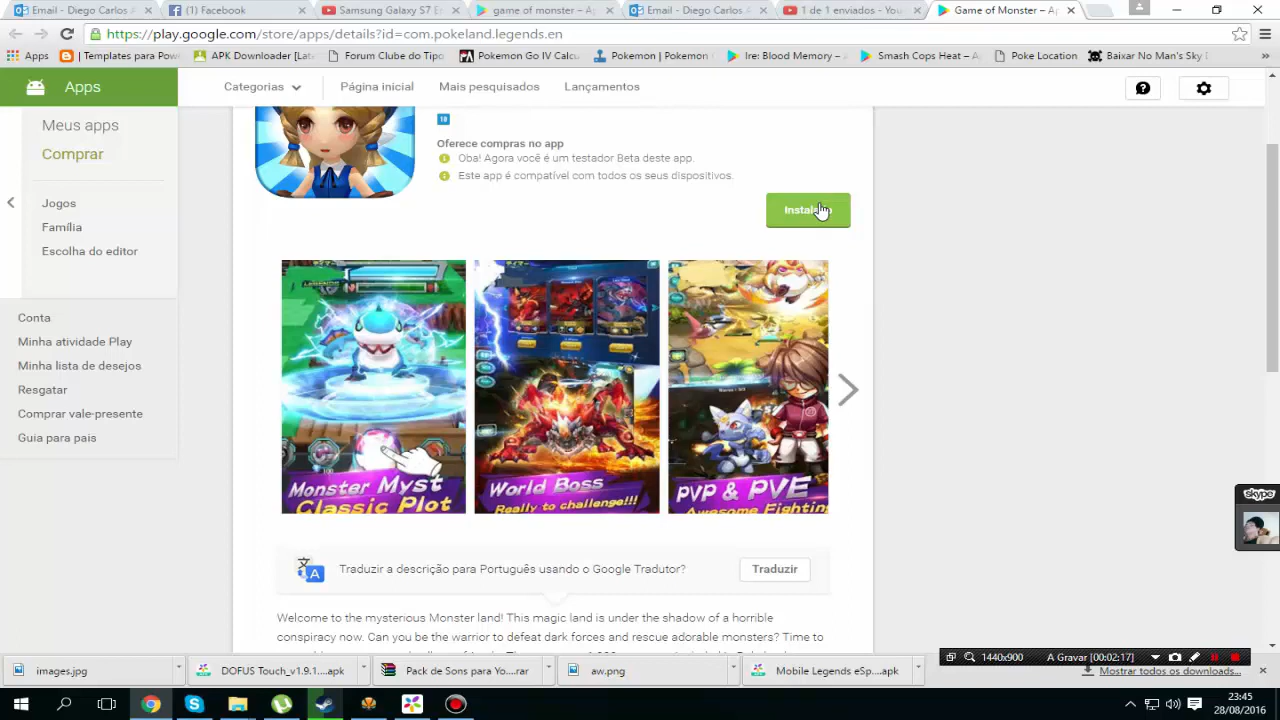 Email - Diego Carlos A
(1) Facebook
Samsung Galaxy S7 E
game of monster – Ap
Email - Diego Carlos A
1 de 1 enviados - You
Game of Monster – Ap
https://play.google.com/store/apps/details?id=com.pokeland.legends.en
Apps
Templates para Pow
APK Downloader [Late
Forum Clube do Tipo
Pokemon Go IV Calcu
Pokemon | Pokemon
Ire: Blood Memory –
Smash Cops Heat – A
Poke Location
Baixar No Man's Sky
Apps
Categorias
Página inicial
Mais pesquisados
Lançamentos
Meus apps
Comprar
Jogos
Família
Escolha do editor
Conta
Minha atividade Play
Minha lista de desejos
Resgatar
Comprar vale-presente
Guia para pais
Oferece compras no app
Oba! Agora você é um testador Beta deste app.
Este app é compatível com todos os seus dispositivos.
Monster Myst
Classic Plot
World Boss
Really to challenge!!!
PVP & PVE
Awesome Fighting
skype
Traduzir a descrição para Português usando o Google Tradutor?
Traduzir
Welcome to the mysterious Monster land! This magic land is under the shadow of a horrible
conspiracy now. Can you be the warrior to defeat dark forces and rescue adorable monsters? Time to
1440x900
A Gravar [00:02:17]
images.jpg
DOFUS Touch_v1.9.1....apk
Pack de Sons para Yo....rar
aw.png
Mobile Legends eSp....apk
Mostrar todos os downloads...
23:45
28/08/2016